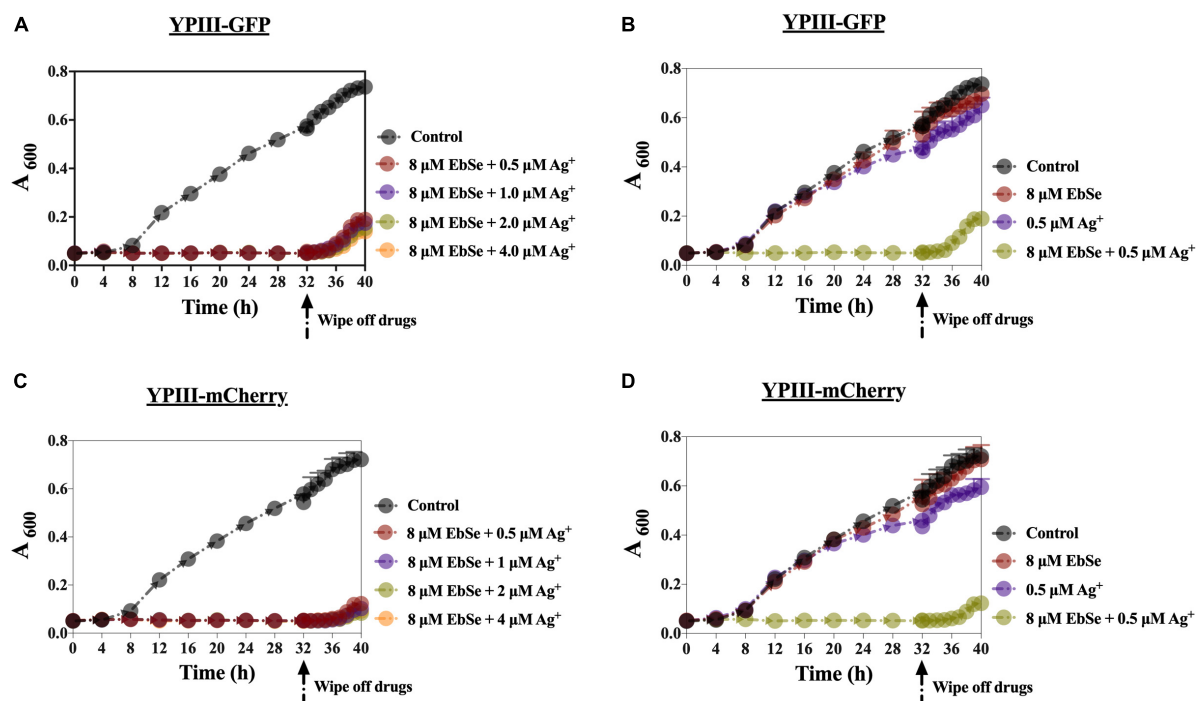 A
YPIII-GFP
0.8
0.6
0.4
0.2
0.0
A 600
0 4 8 12 16 20 24 28 32 36 40
Time (h)
Wipe off drugs
Control
8 μM EbSe + 0.5 μM Ag⁺
8 μM EbSe + 1.0 μM Ag⁺
8 μM EbSe + 2.0 μM Ag⁺
8 μM EbSe + 4.0 μM Ag⁺
B
YPIII-GFP
0.8
0.6
0.4
0.2
0.0
A 600
0 4 8 12 16 20 24 28 32 36 40
Time (h)
Wipe off drugs
Control
8 μM EbSe
0.5 μM Ag⁺
8 μM EbSe + 0.5 μM Ag⁺
C
YPIII-mCherry
0.8
0.6
0.4
0.2
0.0
A 600
0 4 8 12 16 20 24 28 32 36 40
Time (h)
Wipe off drugs
Control
8 μM EbSe + 0.5 μM Ag⁺
8 μM EbSe + 1 μM Ag⁺
8 μM EbSe + 2 μM Ag⁺
8 μM EbSe + 4 μM Ag⁺
D
YPIII-mCherry
0.8
0.6
0.4
0.2
0.0
A 600
0 4 8 12 16 20 24 28 32 36 40
Time (h)
Wipe off drugs
Control
8 μM EbSe
0.5 μM Ag⁺
8 μM EbSe + 0.5 μM Ag⁺